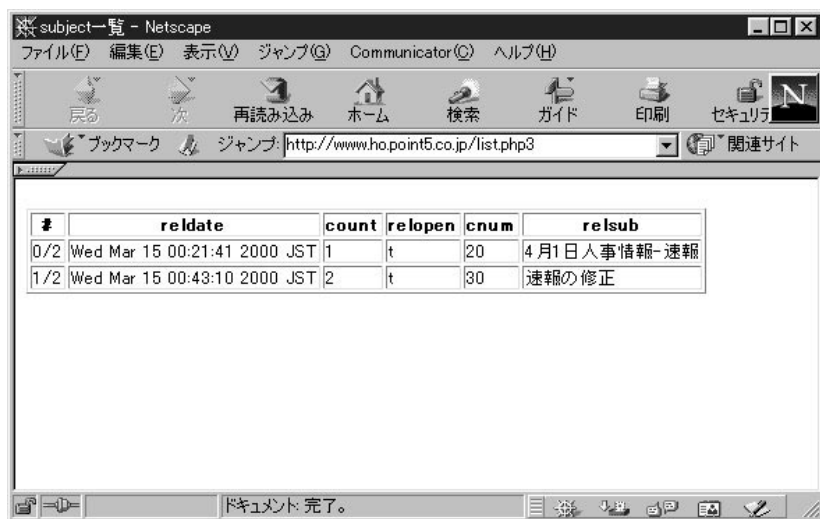 subject一覧 - Netscape
ファイル(F) 編集(E) 表示(V) ジャンプ(G) Communicator(C) ヘルプ(H)
戻る 次 再読み込み ホーム 検索 ガイド 印刷 セキュリテ N
ブックマーク ジャンプ: http://www.ho.point5.co.jp/list.php3 関連サイト
# reldate count relopen cnum relsub
0/2 Wed Mar 15 00:21:41 2000 JST 1 t 20 4月1日人事情報-速報
1/2 Wed Mar 15 00:43:10 2000 JST 2 t 30 速報の修正
ドキュメント: 完了。